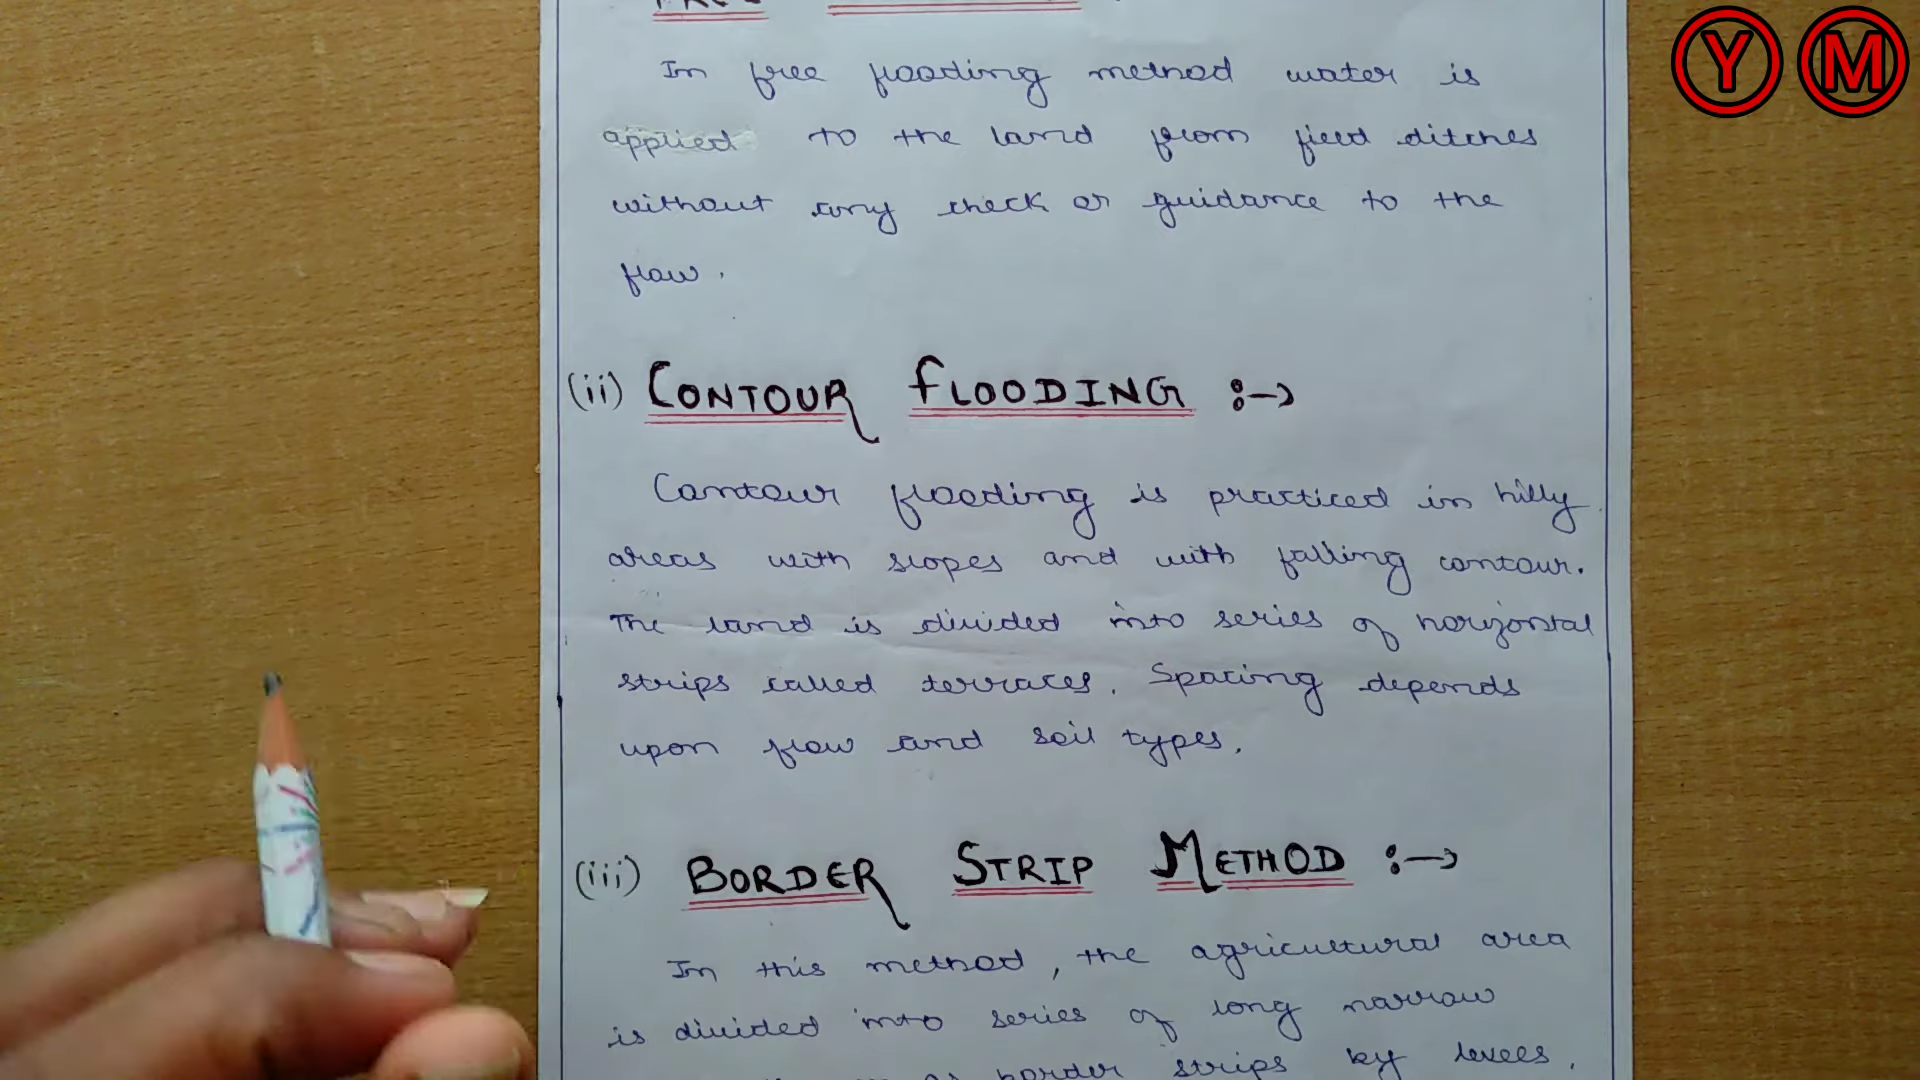 Y M
In free flooding method water is
applied to the land from field ditches
without any check or guidance to the
flow.
(ii) CONTOUR FLOODING :→
Contour flooding is practiced in hilly
areas with slopes and with falling contour.
The land is divided into series of horizontal
strips called terraces. Spacing depends
upon flow and soil types.
(iii) BORDER STRIP METHOD :→
In this method, the agricultural area
is divided into series of long narrow
as border strips by levees.